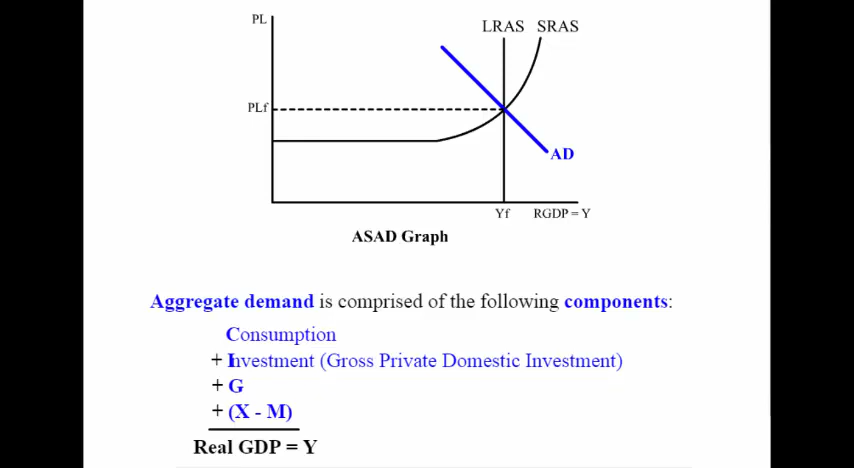 PL
LRAS SRAS
PLf
AD
Yf RGDP = Y
ASAD Graph
Aggregate demand is comprised of the following components:
Consumption
+ Investment (Gross Private Domestic Investment)
+ G
+ (X - M)
Real GDP = Y